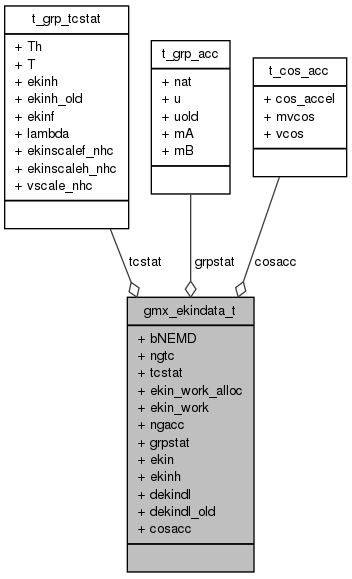 t_grp_tcstat
+ Th
+ T
+ ekinh
+ ekinh_old
+ ekinf
+ lambda
+ ekinscalef_nhc
+ ekinscaleh_nhc
+ vscale_nhc
t_grp_acc
+ nat
+ u
+ uold
+ mA
+ mB
t_cos_acc
+ cos_accel
+ mvcos
+ vcos
tcstat
grpstat
cosacc
gmx_ekindata_t
+ bNEMD
+ ngtc
+ tcstat
+ ekin_work_alloc
+ ekin_work
+ ngacc
+ grpstat
+ ekin
+ ekinh
+ dekindl
+ dekindl_old
+ cosacc